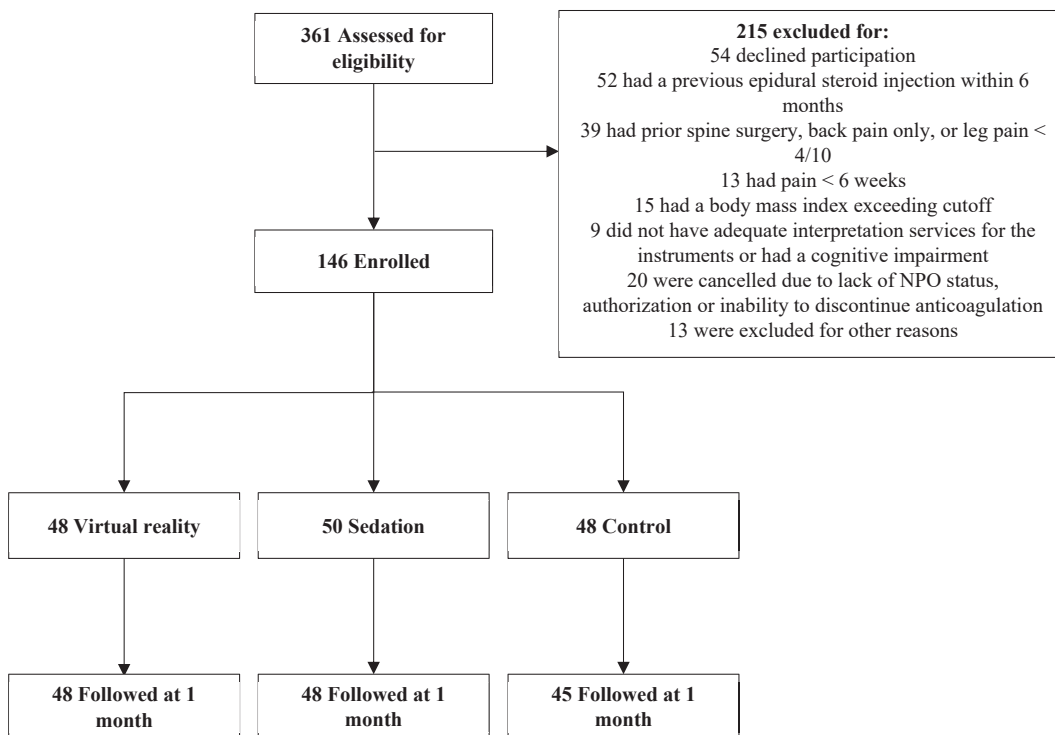 361 Assessed for
eligibility
215 excluded for:
54 declined participation
52 had a previous epidural steroid injection within 6
months
39 had prior spine surgery, back pain only, or leg pain <
4/10
13 had pain < 6 weeks
15 had a body mass index exceeding cutoff
9 did not have adequate interpretation services for the
instruments or had a cognitive impairment
20 were cancelled due to lack of NPO status,
authorization or inability to discontinue anticoagulation
13 were excluded for other reasons
146 Enrolled
48 Virtual reality
50 Sedation
48 Control
48 Followed at 1
month
48 Followed at 1
month
45 Followed at 1
month